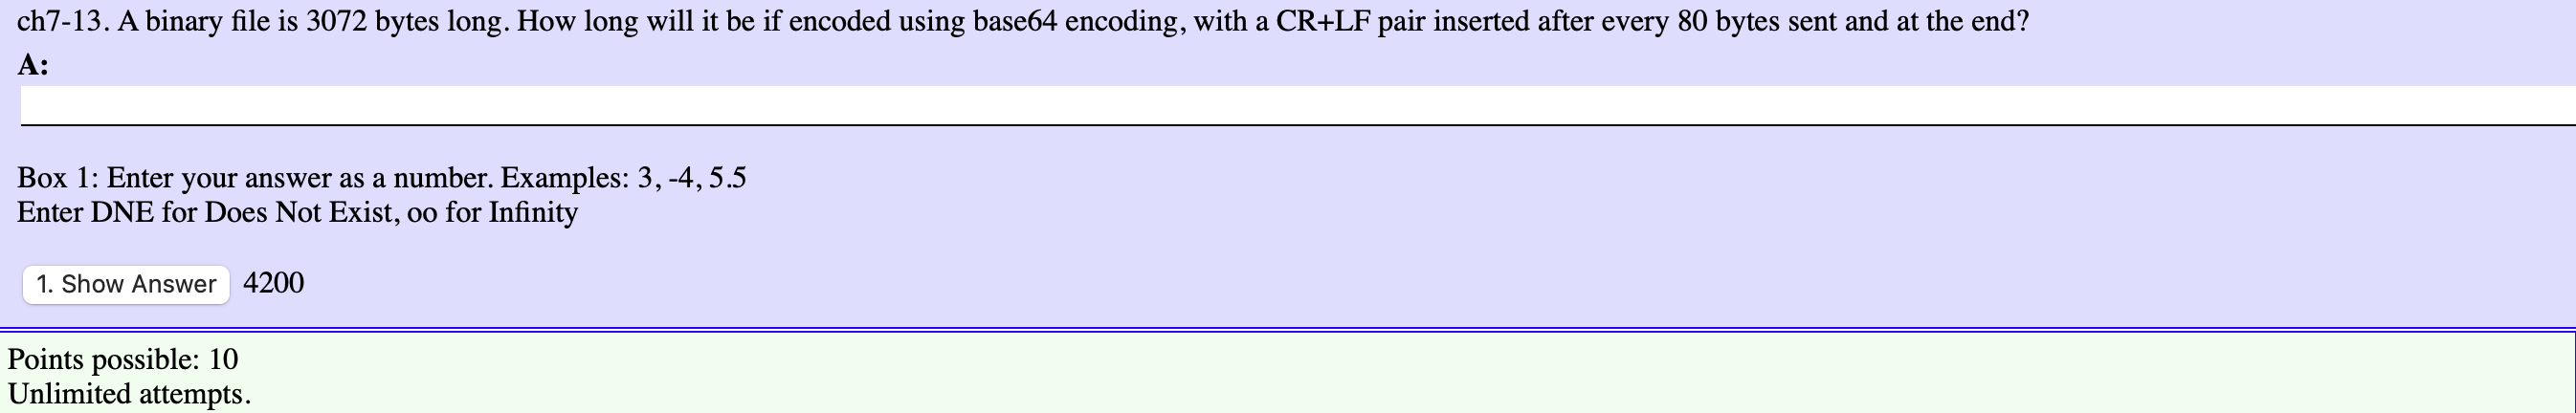 ch7-13. A binary file is 3072 bytes long. How long will it be if encoded using base64 encoding, with a CR+LF pair inserted after every 80 bytes sent and at the end?
A:
Box 1: Enter your answer as a number. Examples: 3, -4, 5.5
Enter DNE for Does Not Exist, oo for Infinity
1. Show Answer 4200
Points possible: 10
Unlimited attempts.